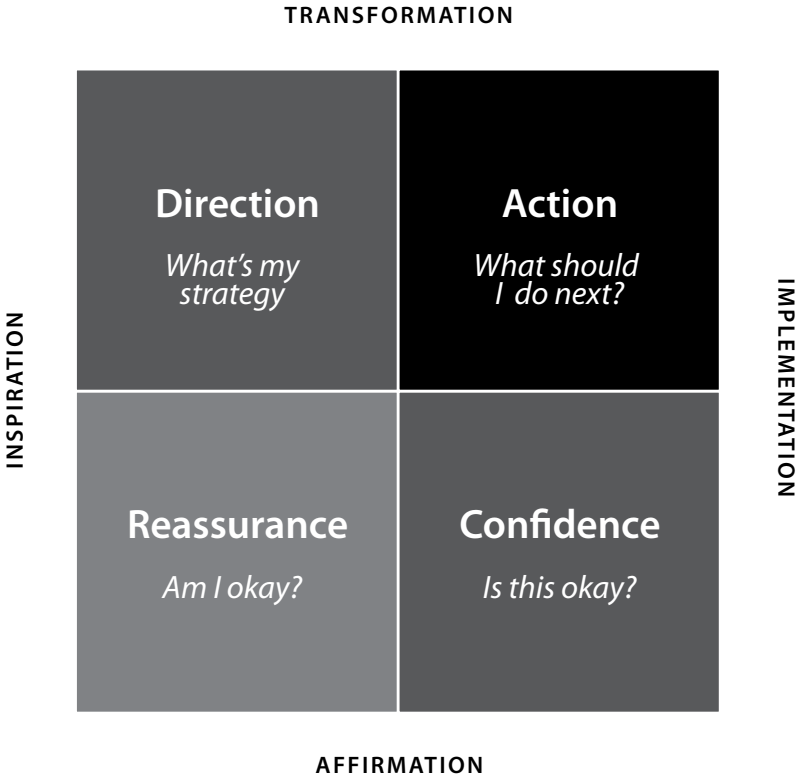 TRANSFORMATION
Direction
What's my
strategy
Action
What should
I do next?
INSPIRATION
IMPLEMENTATION
Reassurance
Am I okay?
Confidence
Is this okay?
AFFIRMATION